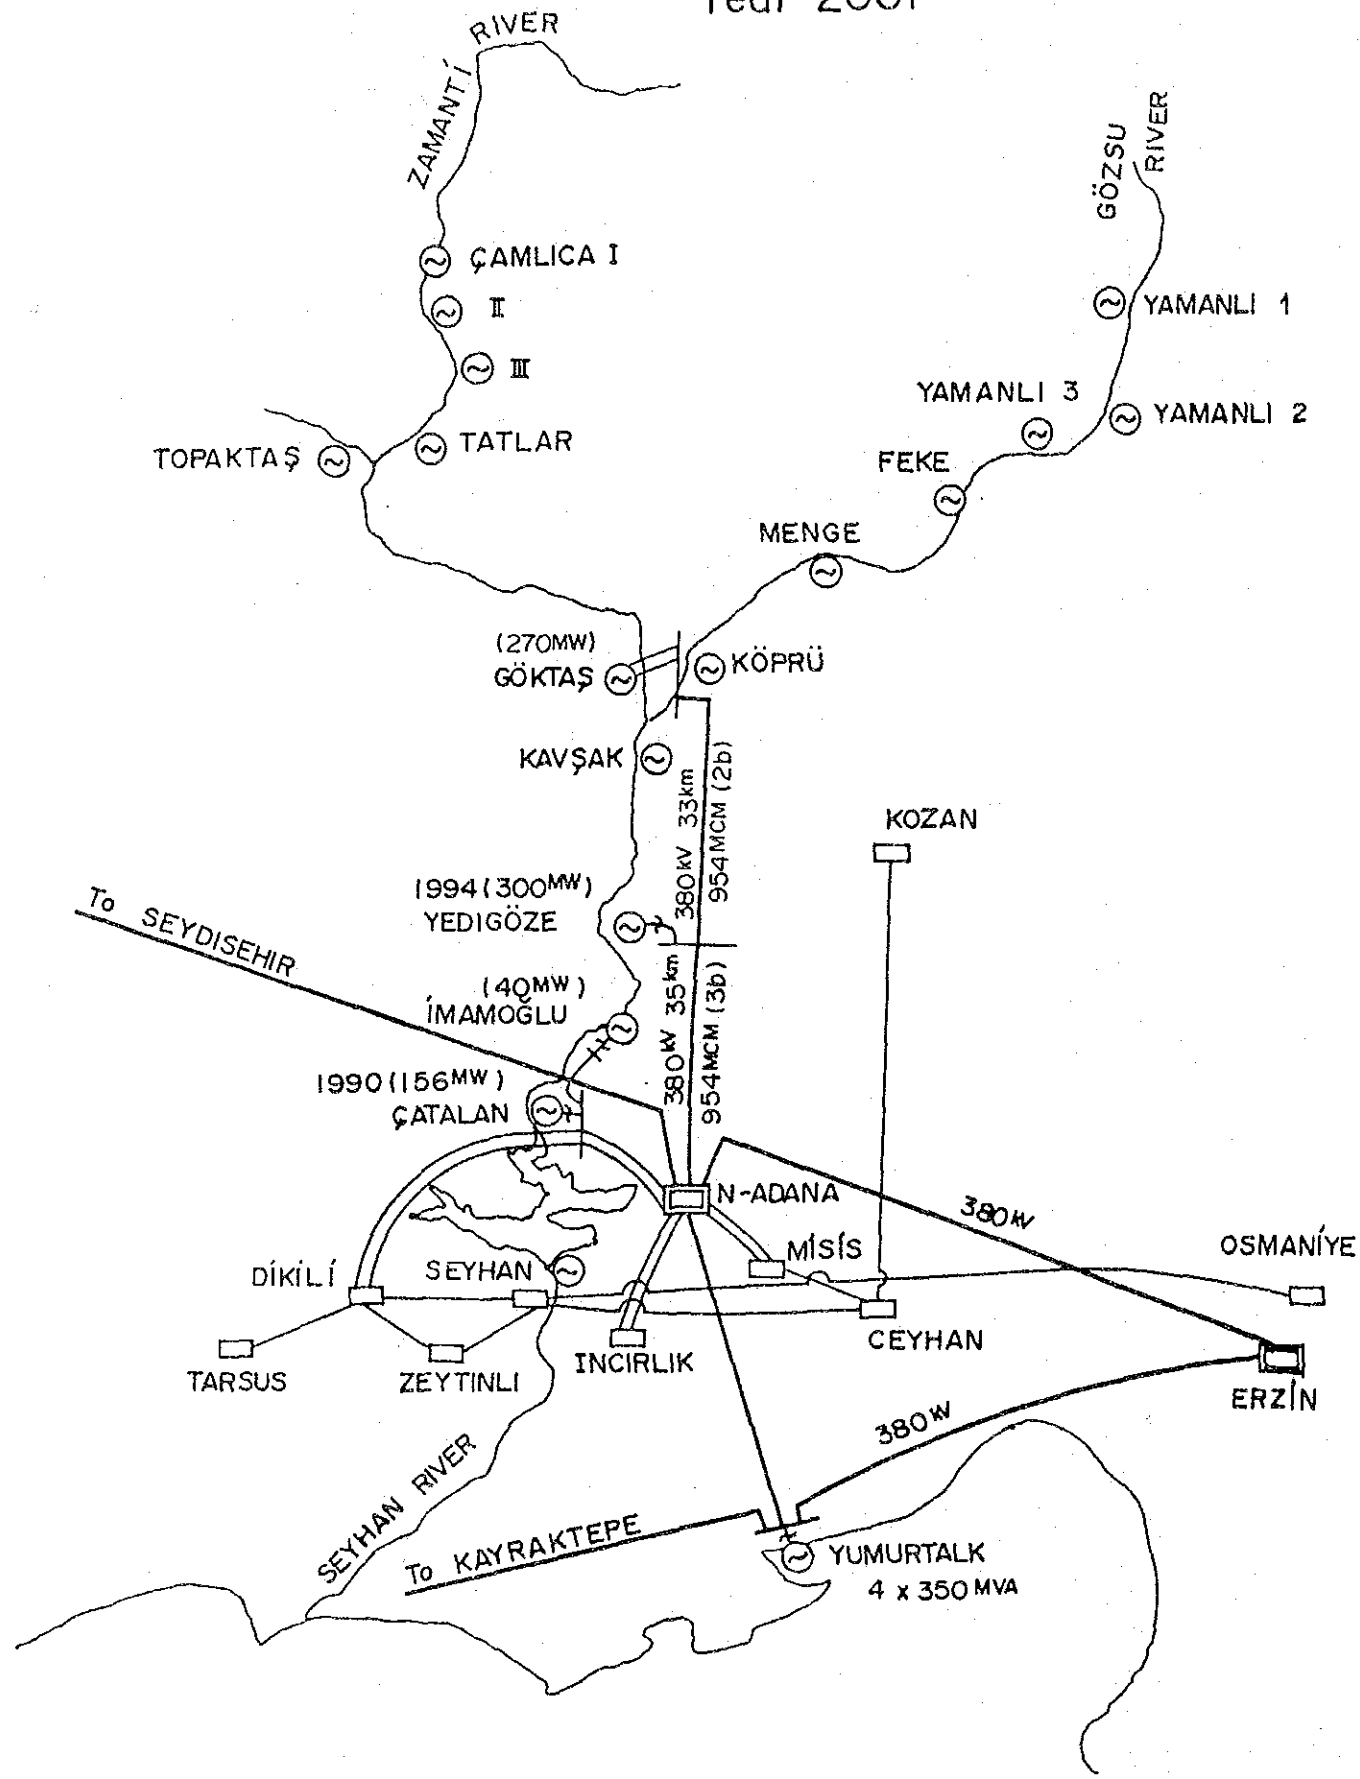 Year 2001
ZAMANTİ RIVER
GÖZSU RIVER
ÇAMLICA I
II
III
YAMANLI 1
YAMANLI 3
YAMANLI 2
TATLAR
TOPAKTAŞ
FEKE
MENGE
(270MW)
GÖKTAŞ
KÖPRÜ
KAVŞAK
380kV 33km
954MCM (2b)
KOZAN
1994(300MW)
YEDIGÖZE
To SEYDISEHIR
(40MW)
İMAMOĞLU
380kV 35km
954MCM (3b)
1990(156MW)
ÇATALAN
N-ADANA
380kV
MİSİS
OSMANİYE
DİKİLİ
SEYHAN
TARSUS
ZEYTINLI
INCIRLIK
CEYHAN
ERZİN
380kV
SEYHAN RIVER
To KAYRAKTEPE
YUMURTALK
4 x 350 MVA